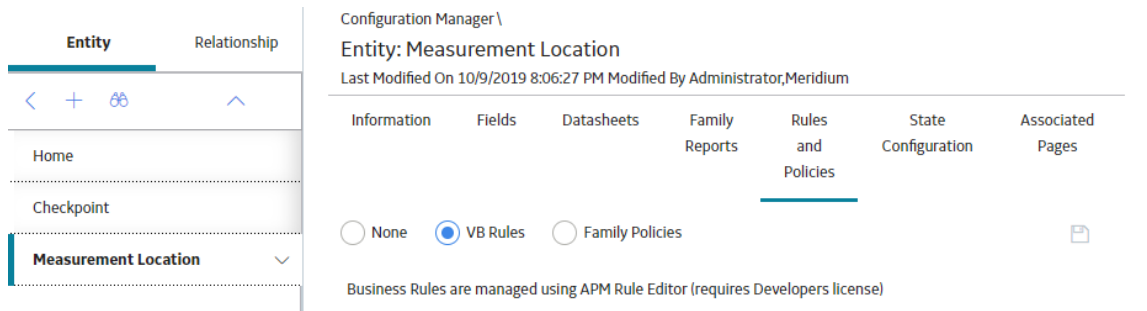 Entity Relationship
Home
Checkpoint
Measurement Location
Configuration Manager\
Entity: Measurement Location
Last Modified On 10/9/2019 8:06:27 PM Modified By Administrator,Meridium
Information Fields Datasheets Family Rules State Associated
Reports and Configuration Pages
Policies
None VB Rules Family Policies
Business Rules are managed using APM Rule Editor (requires Developers license)